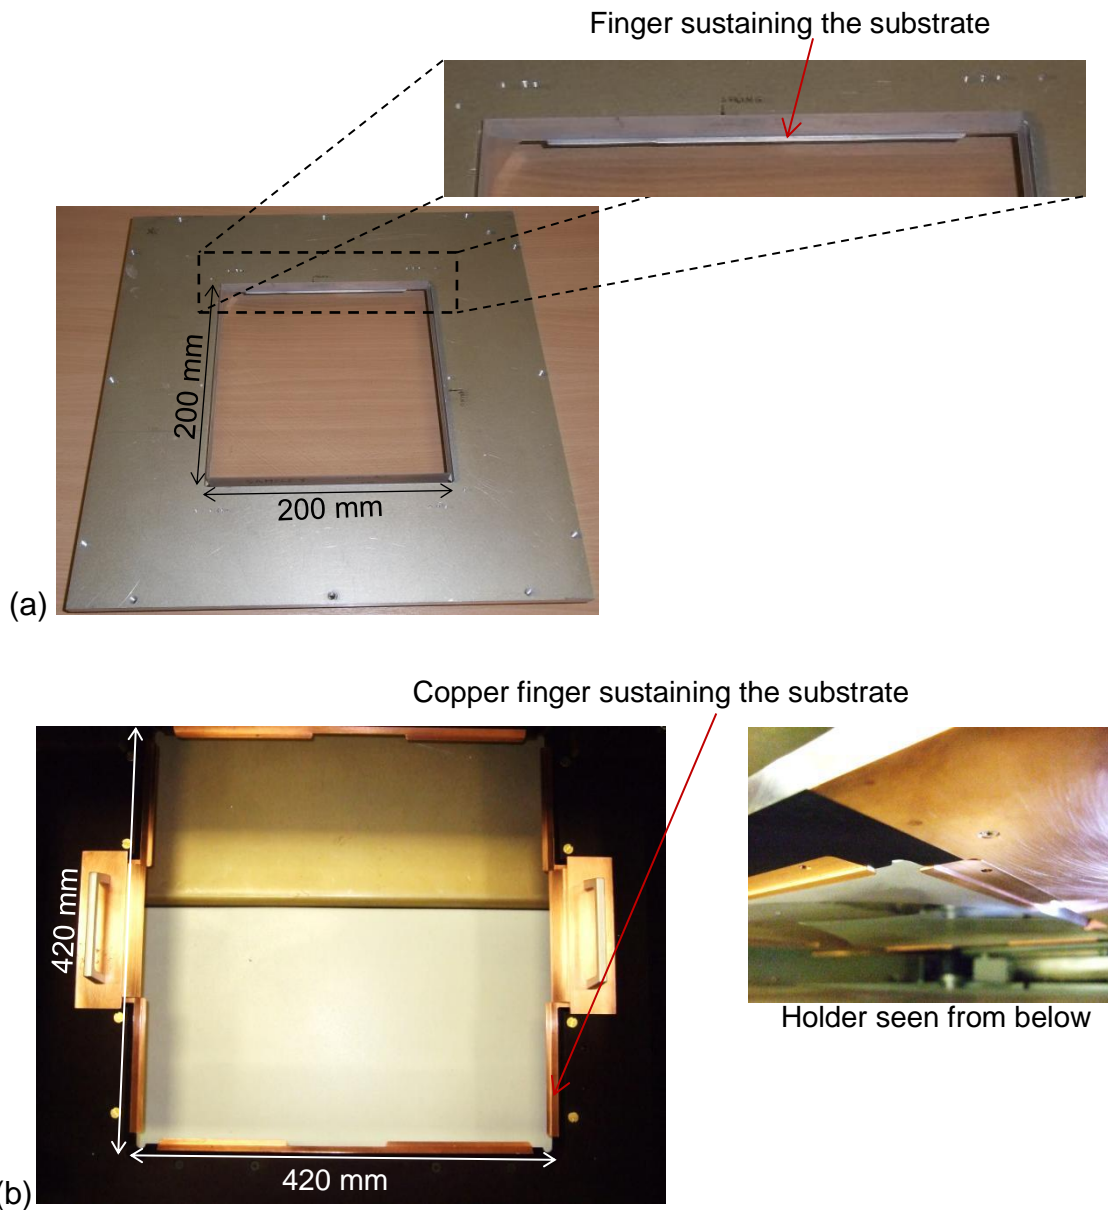 Finger sustaining the substrate
200 mm
200 mm
(a)
Copper finger sustaining the substrate
420 mm
420 mm
Holder seen from below
(b)